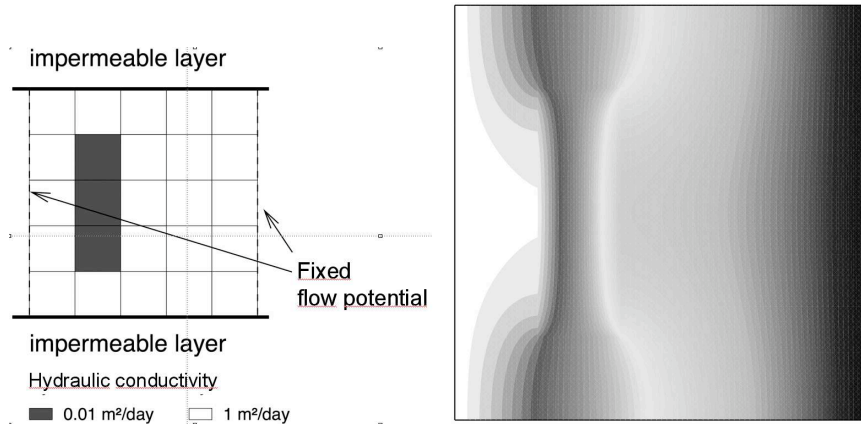 impermeable layer
Fixed
flow potential
impermeable layer
Hydraulic conductivity
0.01 m²/day 1 m²/day